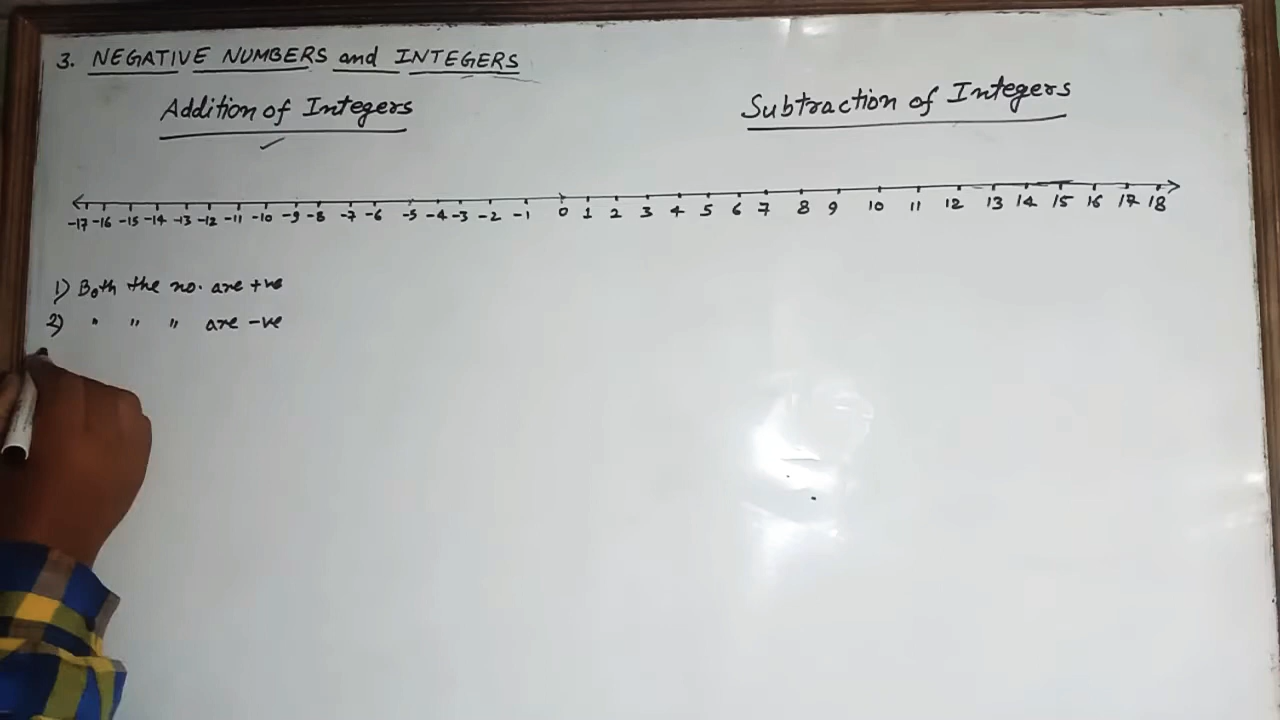 3. NEGATIVE NUMBERS and INTEGERS
Addition of Integers
Subtraction of Integers
-17 -16 -15 -14 -13 -12 -11 -10 -9 -8 -7 -6 -5 -4 -3 -2 -1 0 1 2 3 4 5 6 7 8 9 10 11 12 13 14 15 16 17 18
1) Both the no. are +ve
2) " " " are -ve